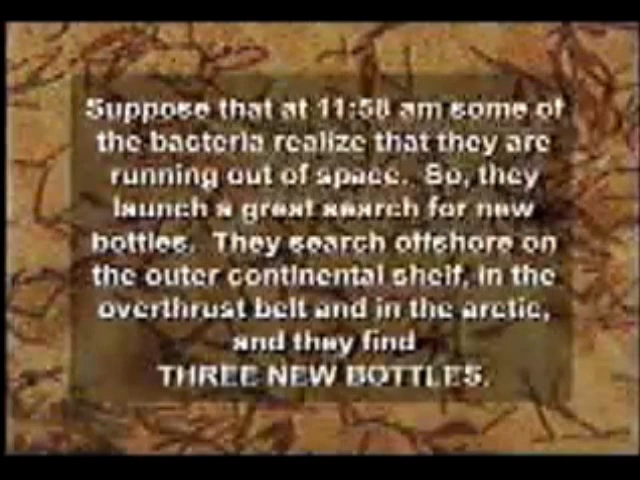 Suppose that at 11:58 am some of
the bacteria realize that they are
running out of space. So, they
launch a great search for new
bottles. They search offshore on
the outer continental shelf, in the
overthrust belt and in the arctic,
and they find
THREE NEW BOTTLES.